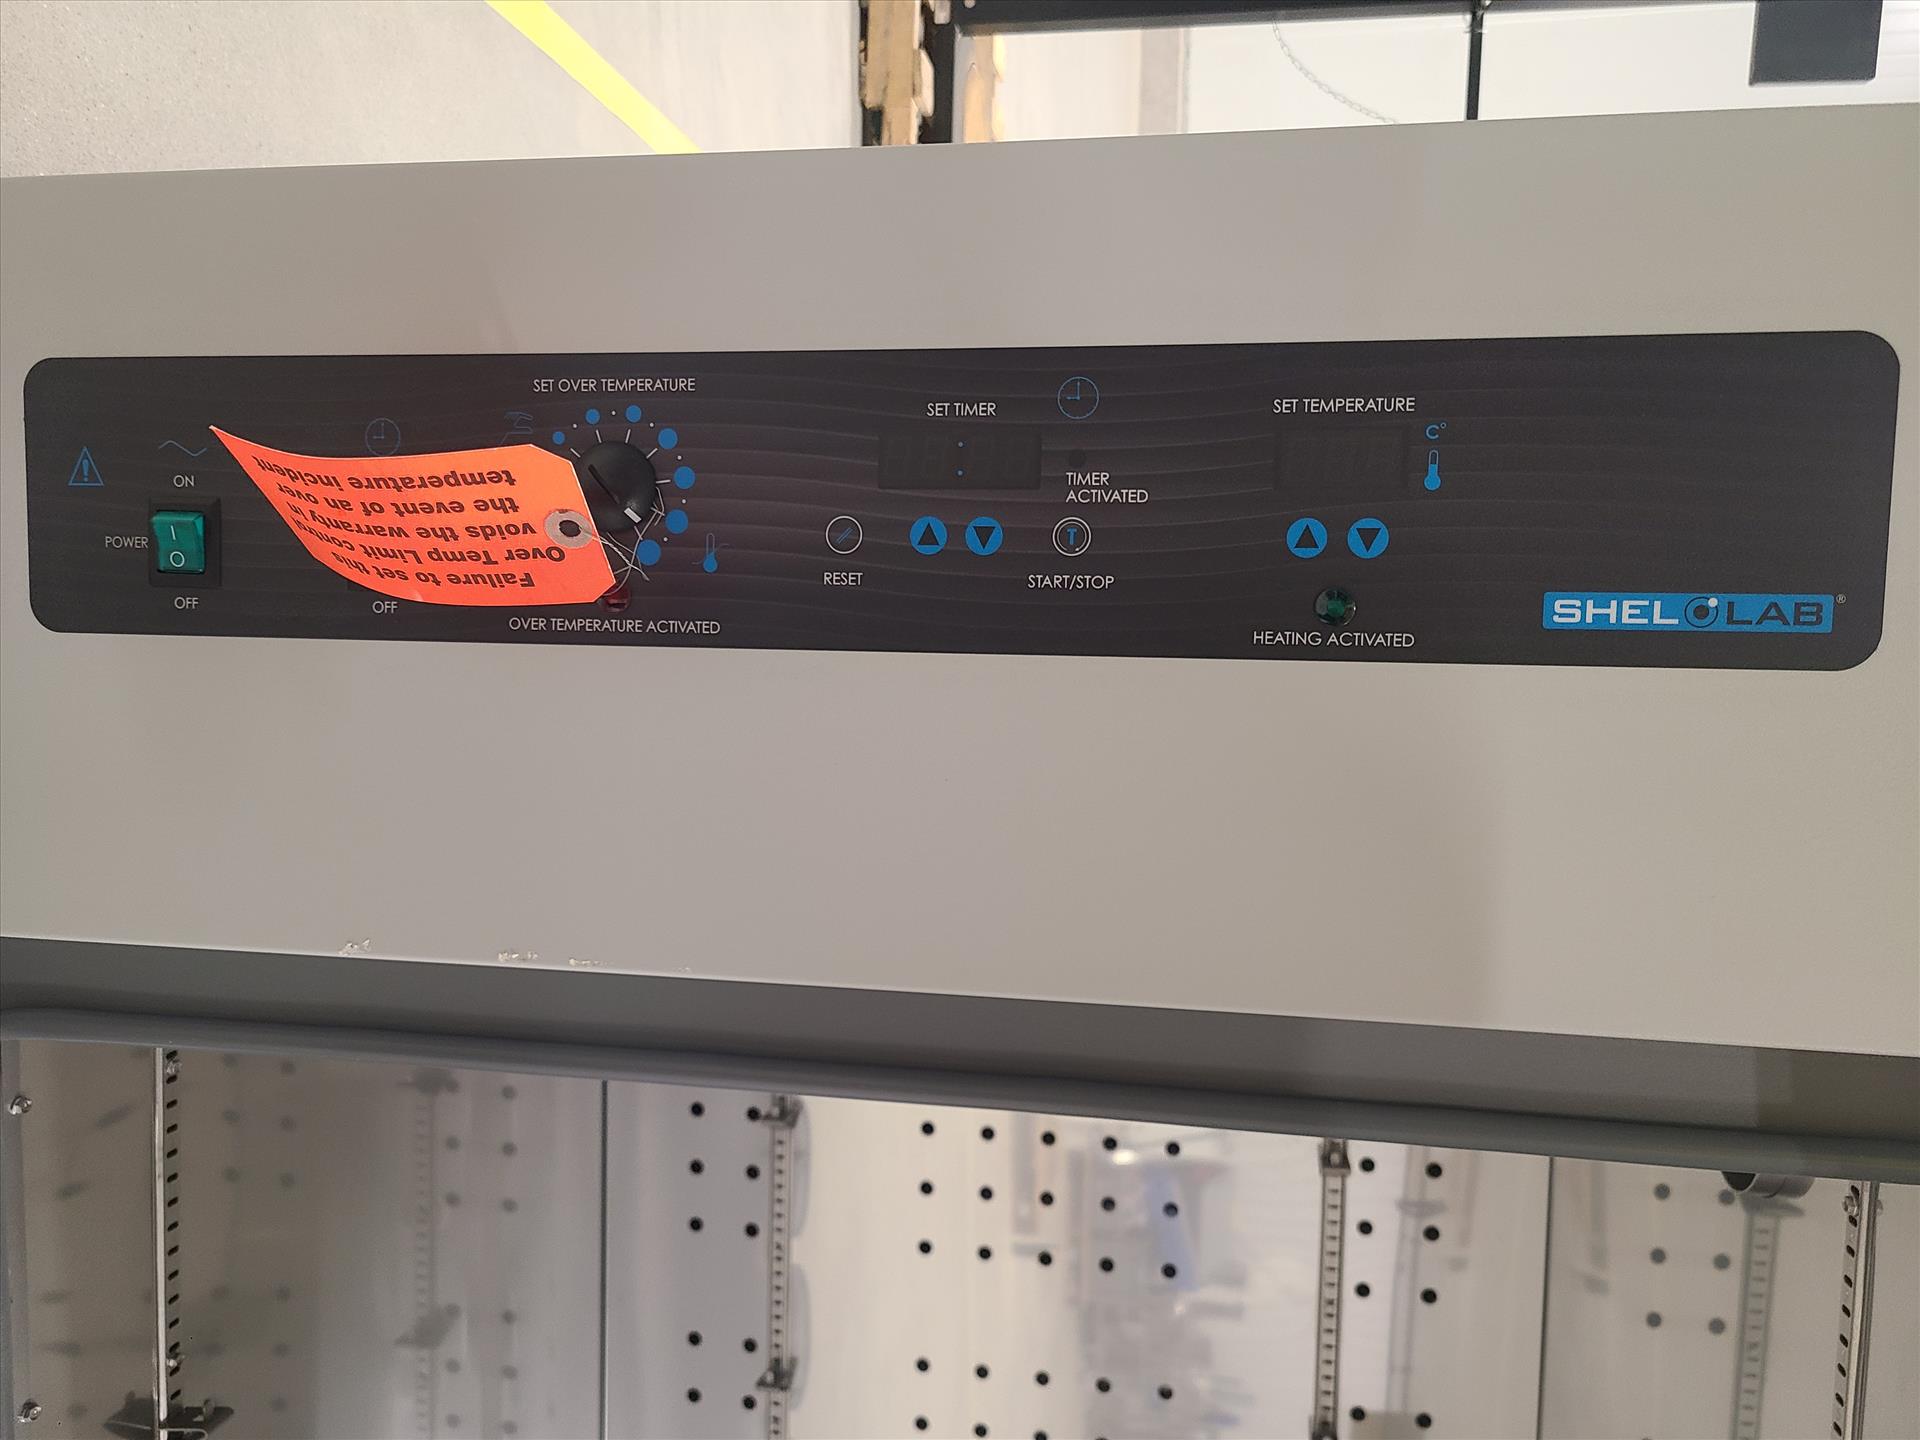 SET OVER TEMPERATURE
SET TIMER
SET TEMPERATURE
C°
ON
POWER
I
O
OFF
OFF
Failure to set this
Over Temp Limit control
voids the warranty in
the event of an over
temperature incident
OVER TEMPERATURE ACTIVATED
TIMER
ACTIVATED
RESET
T
START/STOP
HEATING ACTIVATED
SHEL LAB®